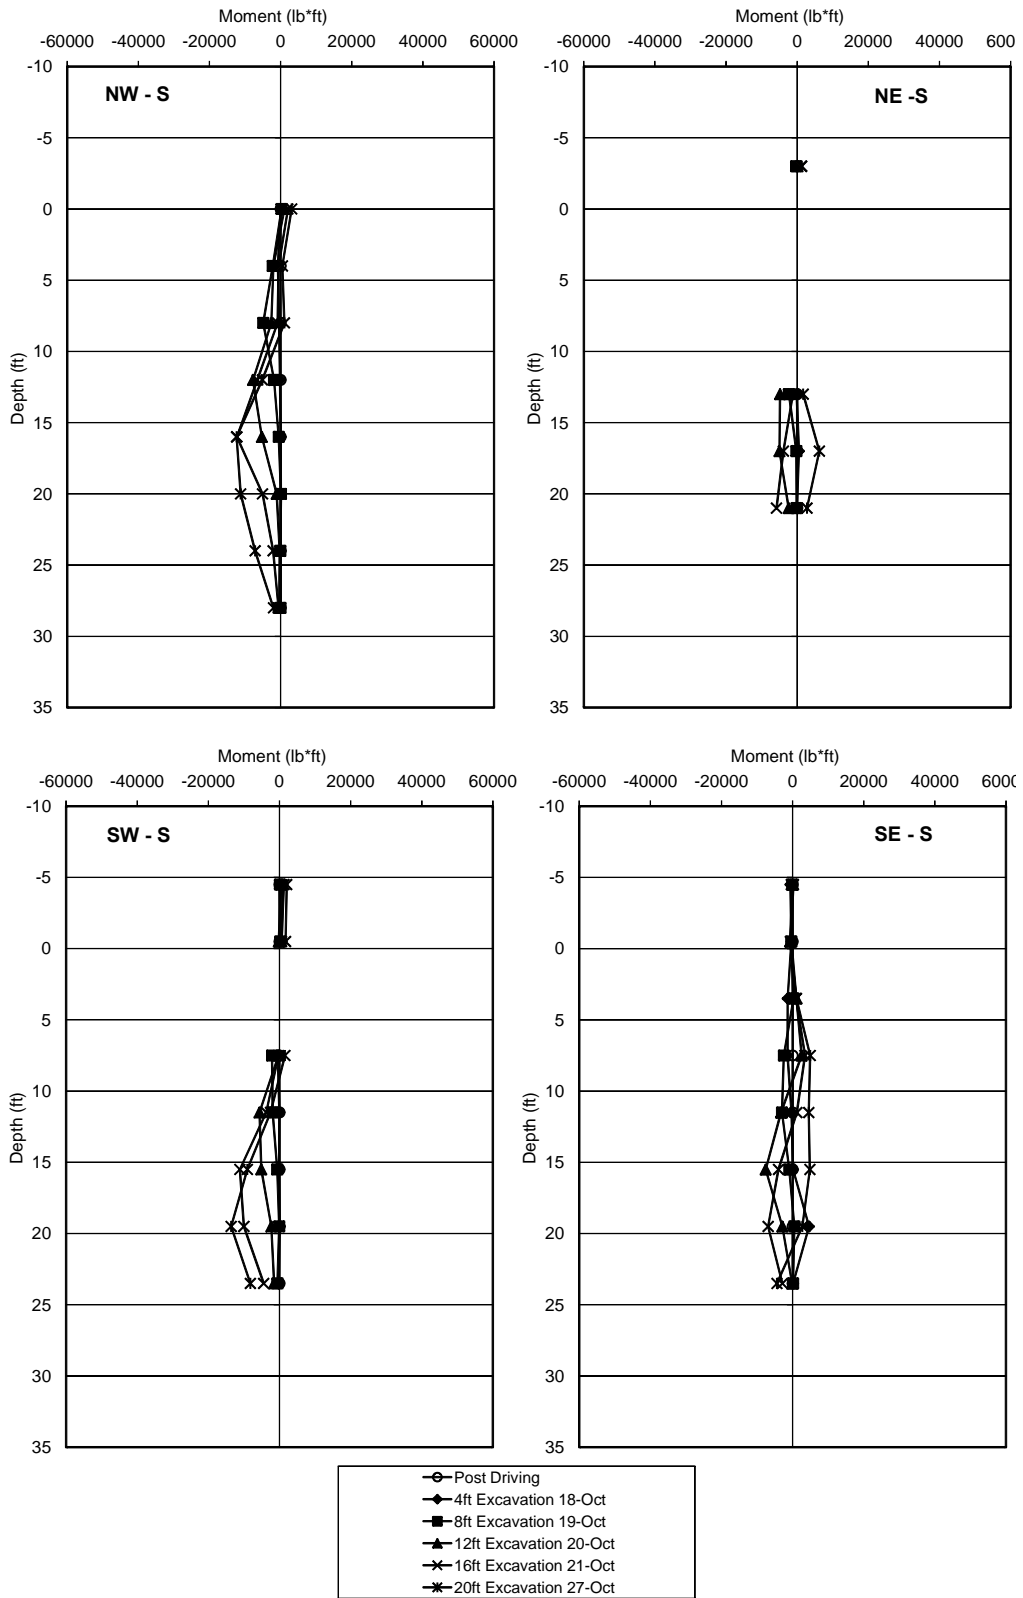 Moment (lb*ft)
-60000 -40000 -20000 0 20000 40000 60000
-10
-5
0
5
10
15
20
25
30
35
Depth (ft)
NW - S
Moment (lb*ft)
-60000 -40000 -20000 0 20000 40000 600
-10
-5
0
5
10
15
20
25
30
35
Depth (ft)
NE -S
Moment (lb*ft)
-60000 -40000 -20000 0 20000 40000 60000
-10
-5
0
5
10
15
20
25
30
35
Depth (ft)
SW - S
Moment (lb*ft)
-60000 -40000 -20000 0 20000 40000 6000
-10
-5
0
5
10
15
20
25
30
35
Depth (ft)
SE - S
Post Driving
4ft Excavation 18-Oct
8ft Excavation 19-Oct
12ft Excavation 20-Oct
16ft Excavation 21-Oct
20ft Excavation 27-Oct